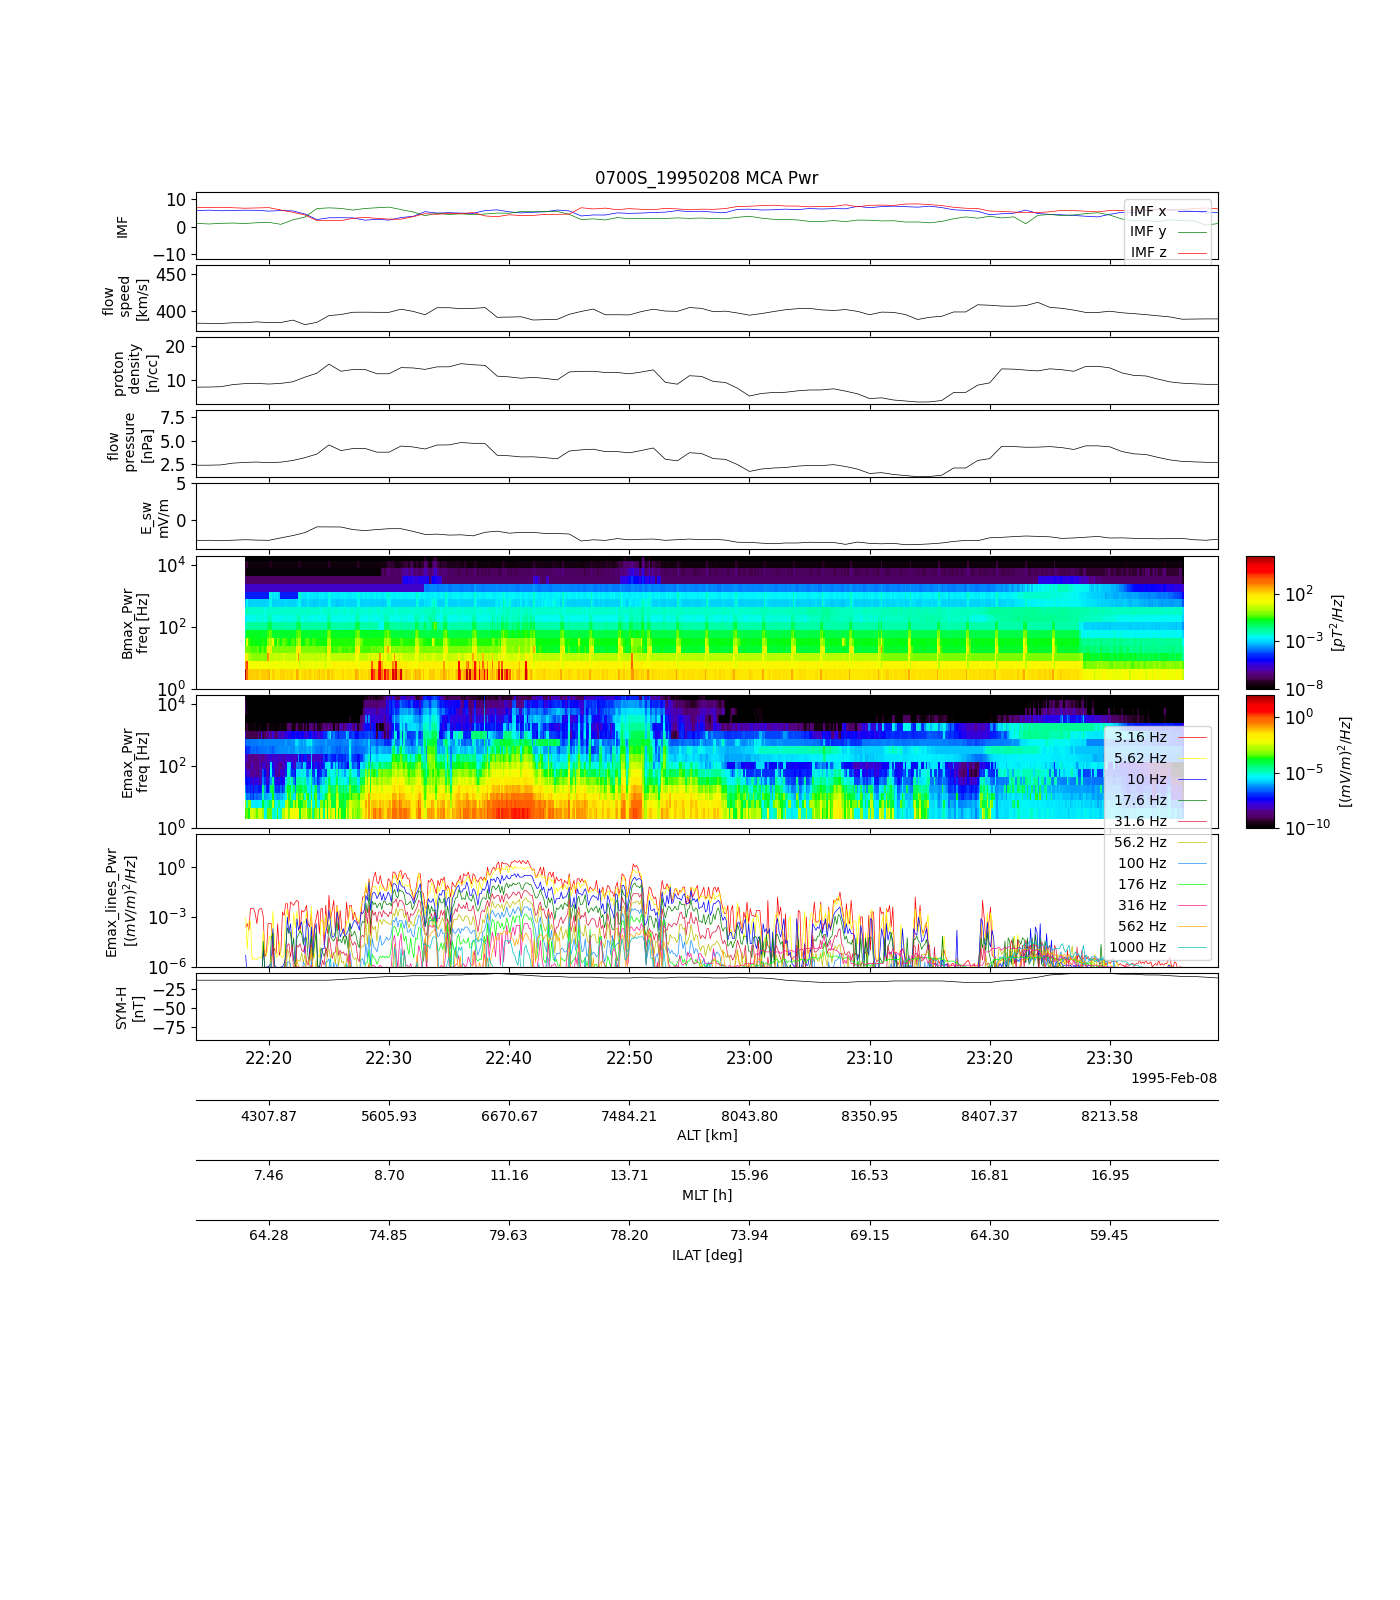 0700S_19950208 MCA Pwr
10
0
−10
IMF
IMF x
IMF y
IMF z
450
400
flow
speed
[km/s]
20
10
proton
density
[n/cc]
7.5
5.0
2.5
flow
pressure
[nPa]
5
0
E_sw
mV/m
10^4
10^2
10^0
Bmax_Pwr
freq [Hz]
10^2
10^−3
10^−8
[pT^2/Hz]
10^4
10^2
10^0
Emax_Pwr
freq [Hz]
10^0
10^−5
10^−10
[(mV/m)^2/Hz]
3.16 Hz
5.62 Hz
10 Hz
17.6 Hz
31.6 Hz
56.2 Hz
100 Hz
176 Hz
316 Hz
562 Hz
1000 Hz
10^0
10^−3
10^−6
Emax_lines_Pwr
[(mV/m)^2/Hz]
−25
−50
−75
SYM-H
[nT]
22:20 22:30 22:40 22:50 23:00 23:10 23:20 23:30
1995-Feb-08
4307.87 5605.93 6670.67 7484.21 8043.80 8350.95 8407.37 8213.58
ALT [km]
7.46 8.70 11.16 13.71 15.96 16.53 16.81 16.95
MLT [h]
64.28 74.85 79.63 78.20 73.94 69.15 64.30 59.45
ILAT [deg]